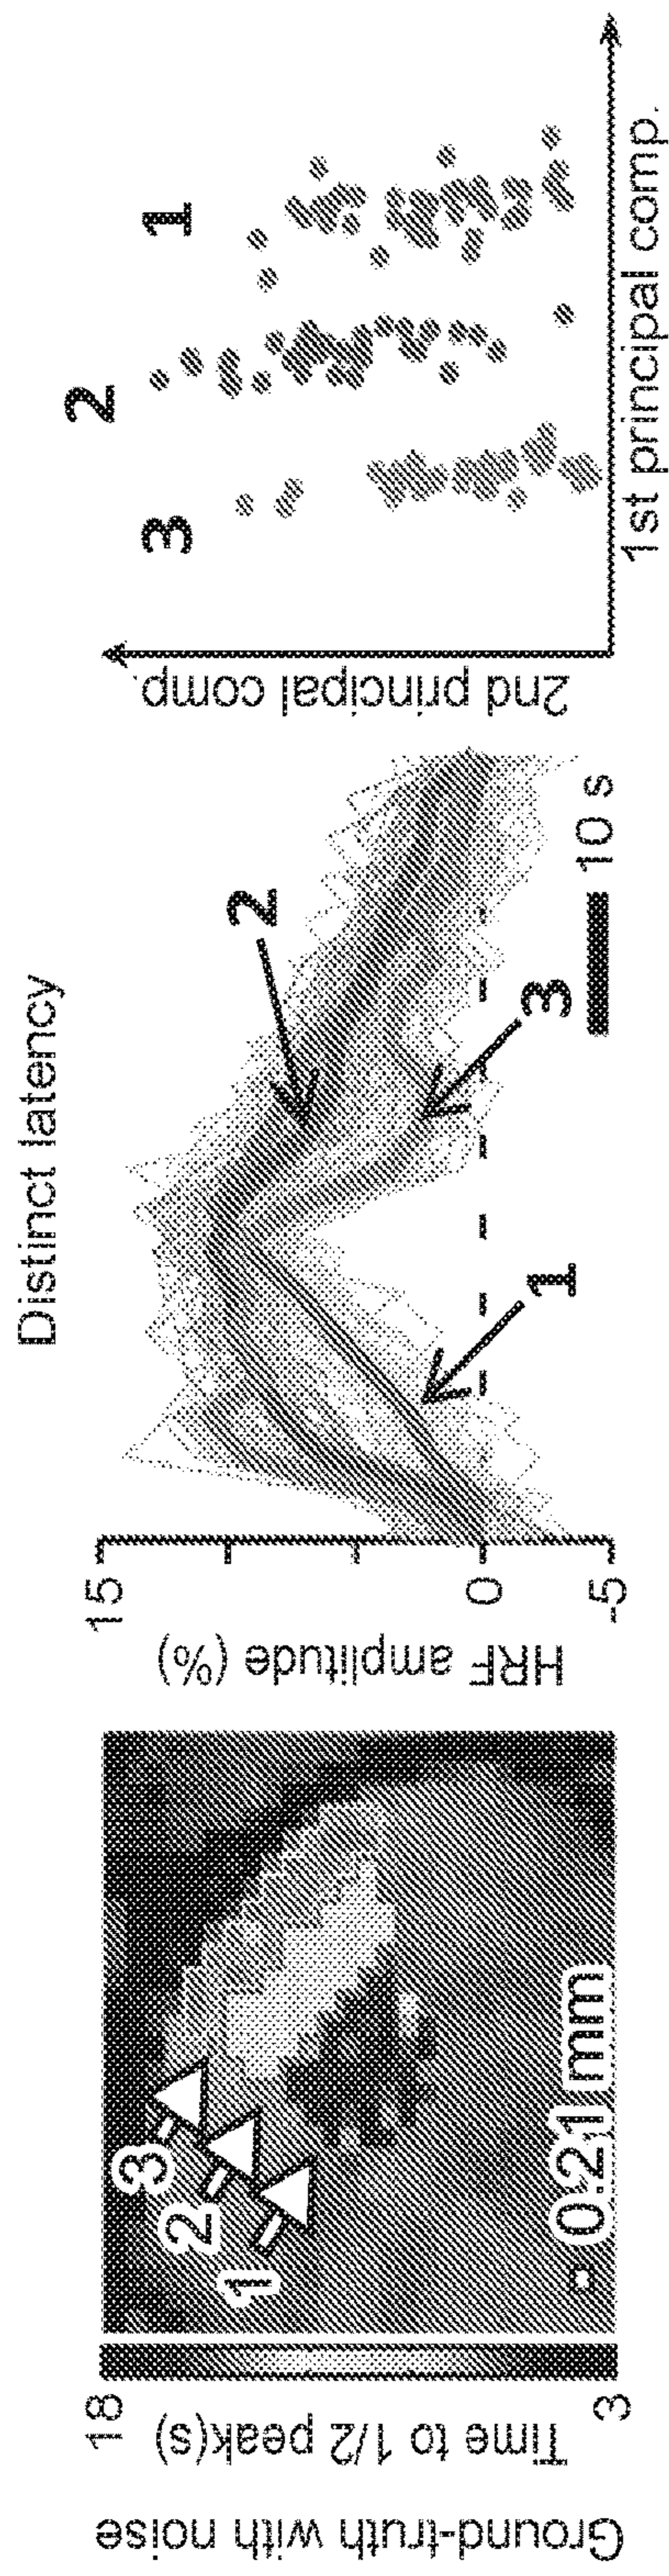 Distinct latency
Ground-truth with noise
Time to 1/2 peak(s)
18
3
1
2
3
0.21 mm
HRF amplitude (%)
15
0
-5
1
2
3
10 s
2nd principal comp.
3
2
1
1st principal comp.